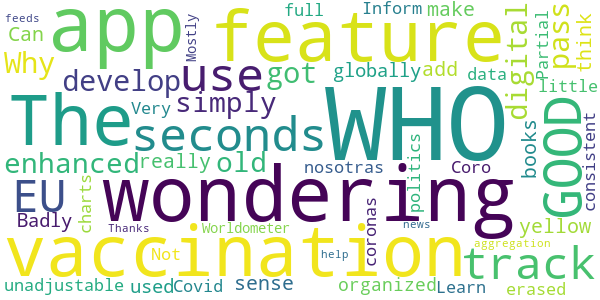 feeds
app
feature
Mostly
full
Inform
make
digital
Partial
pass
Can
Why
use
got
globally
add
think
develop
data
little
The
seconds
simply
Very
WHO
GOOD
books
consistent
enhanced
really
old
nosotras
politics
Coro
EU
wondering
Badly
charts
Thanks
Worldometer
coronas
news
yellow
vaccination
Not
help
aggregation
track
unadjustable
used
Covid
sense
organized
Learn
erased